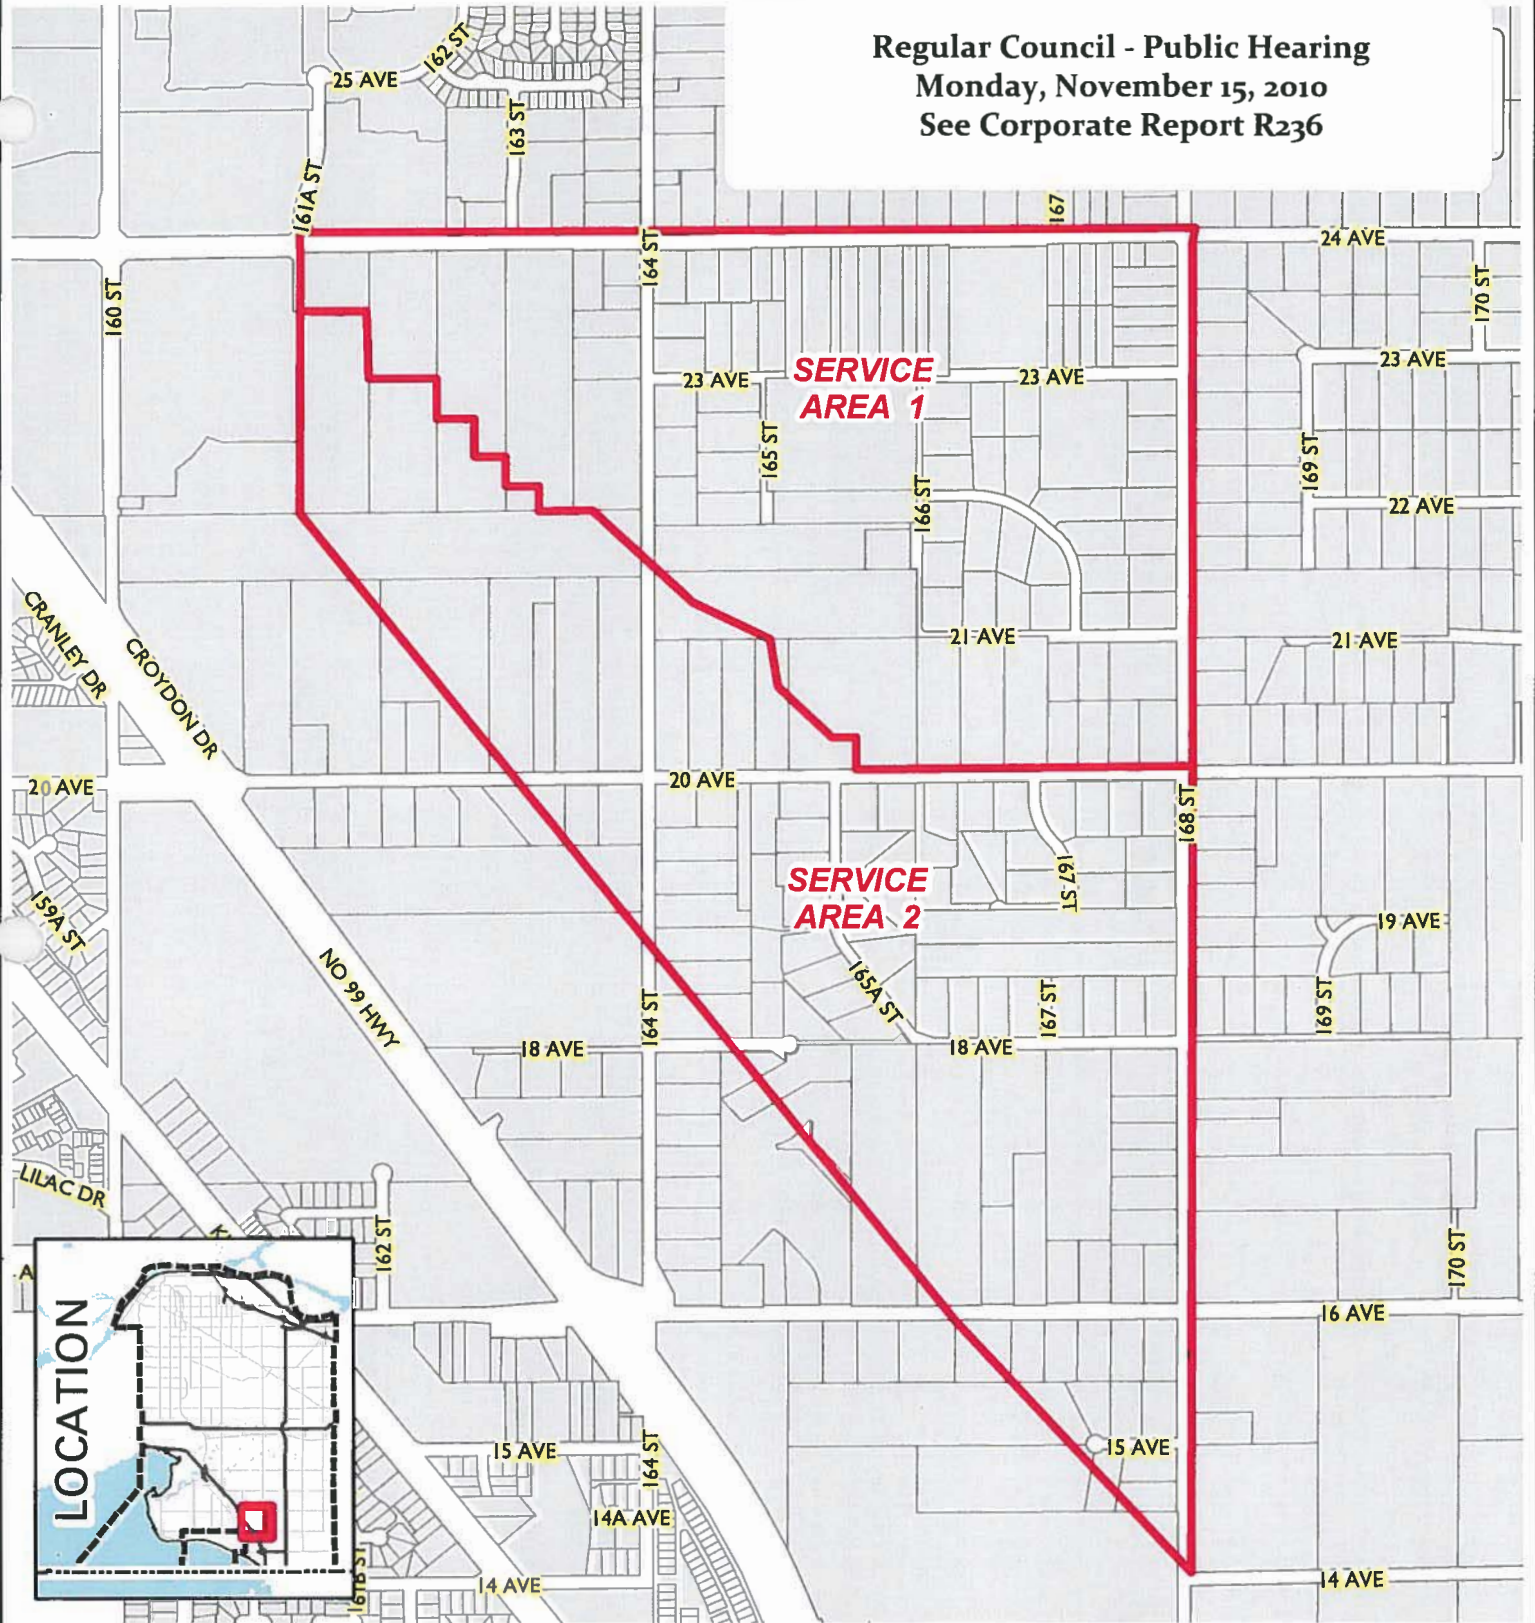 Regular Council - Public Hearing
Monday, November 15, 2010
See Corporate Report R236
162 ST
25 AVE
163 ST
161A ST
167
24 AVE
164 ST
160 ST
170 ST
23 AVE
SERVICE
AREA 1
23 AVE
23 AVE
165 ST
169 ST
166 ST
22 AVE
CRANLEY DR
CROYDON DR
21 AVE
21 AVE
20 AVE
20 AVE
168 ST
SERVICE
AREA 2
167 ST
159A ST
19 AVE
NO 99 HWY
165A ST
164 ST
167 ST
169 ST
18 AVE
18 AVE
LILAC DR
162 ST
170 ST
A
LOCATION
16 AVE
15 AVE
164 ST
15 AVE
14A AVE
161B ST
14 AVE
14 AVE